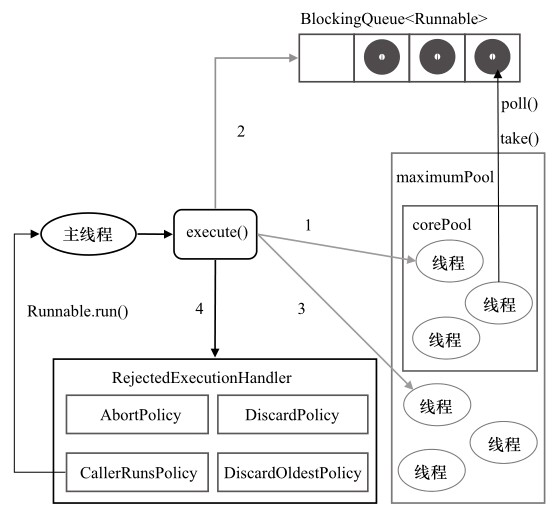 BlockingQueue<Runnable>
poll()
2
take()
maximumPool
corePool
主线程
execute()
1
线程
线程
Runnable.run()
4
3
线程
RejectedExecutionHandler
AbortPolicy
DiscardPolicy
线程
线程
CallerRunsPolicy
DiscardOldestPolicy
线程